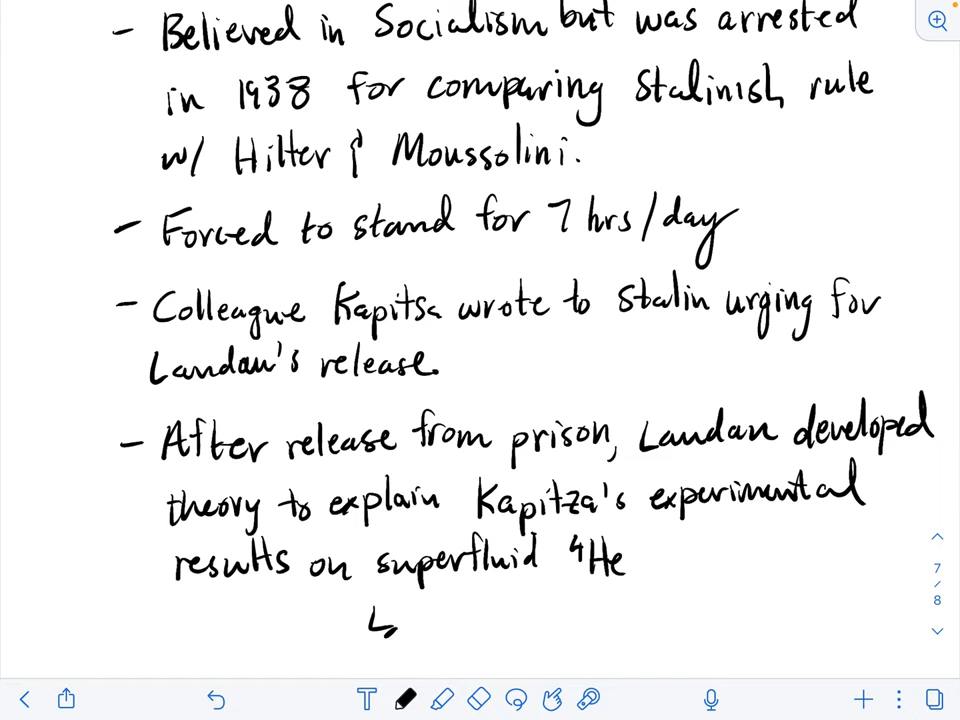 - Believed in Socialism but was arrested
in 1938 for comparing Stalinish rule
w/ Hilter & Moussolini.
- Forced to stand for 7 hrs/day
- Colleague Kapitsa wrote to Stalin urging for
Landau's release.
- After release from prison, Landau developed
theory to explain Kapitza's experimental
results on superfluid ⁴He
↳
7
/
8
T